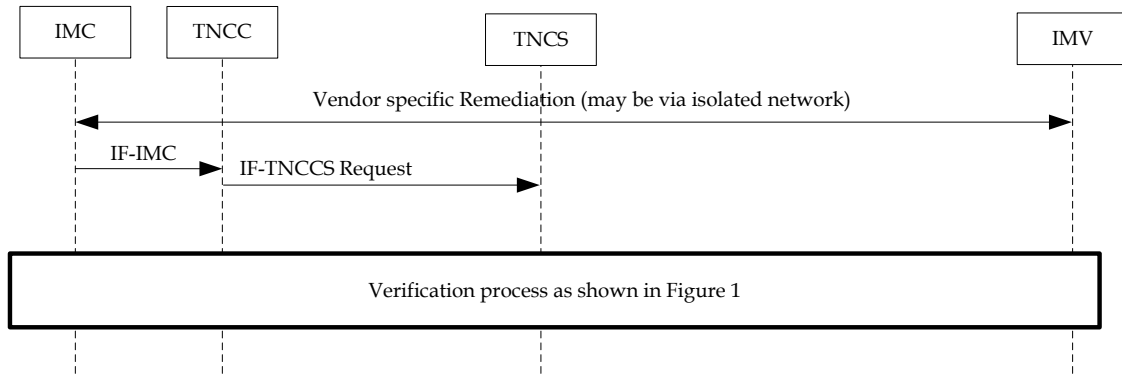 IMC
TNCC
TNCS
IMV
Vendor specific Remediation (may be via isolated network)
IF-IMC
IF-TNCCS Request
Verification process as shown in Figure 1